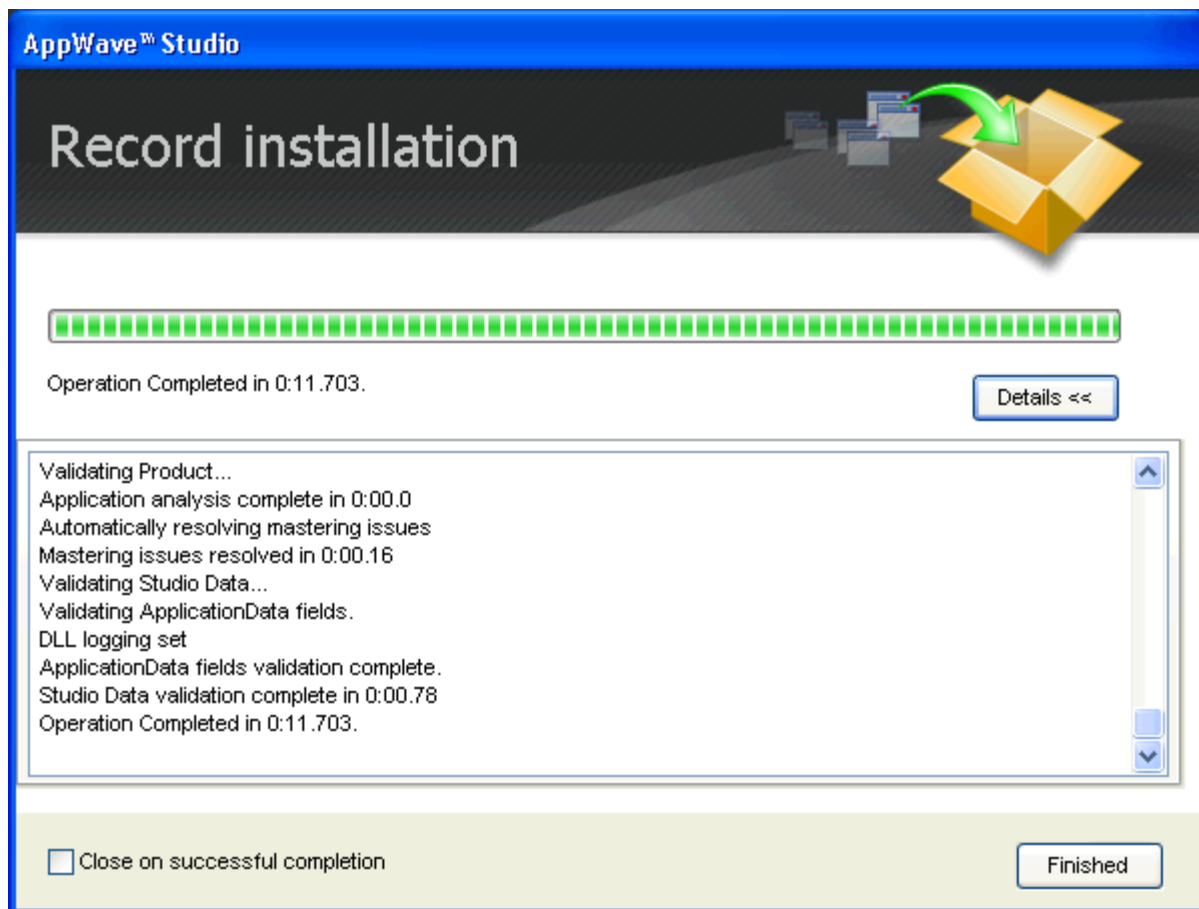 AppWave™ Studio
Record installation
Operation Completed in 0:11.703.
Details <<
Validating Product...
Application analysis complete in 0:00.0
Automatically resolving mastering issues
Mastering issues resolved in 0:00.16
Validating Studio Data...
Validating ApplicationData fields.
DLL logging set
ApplicationData fields validation complete.
Studio Data validation complete in 0:00.78
Operation Completed in 0:11.703.
Close on successful completion
Finished